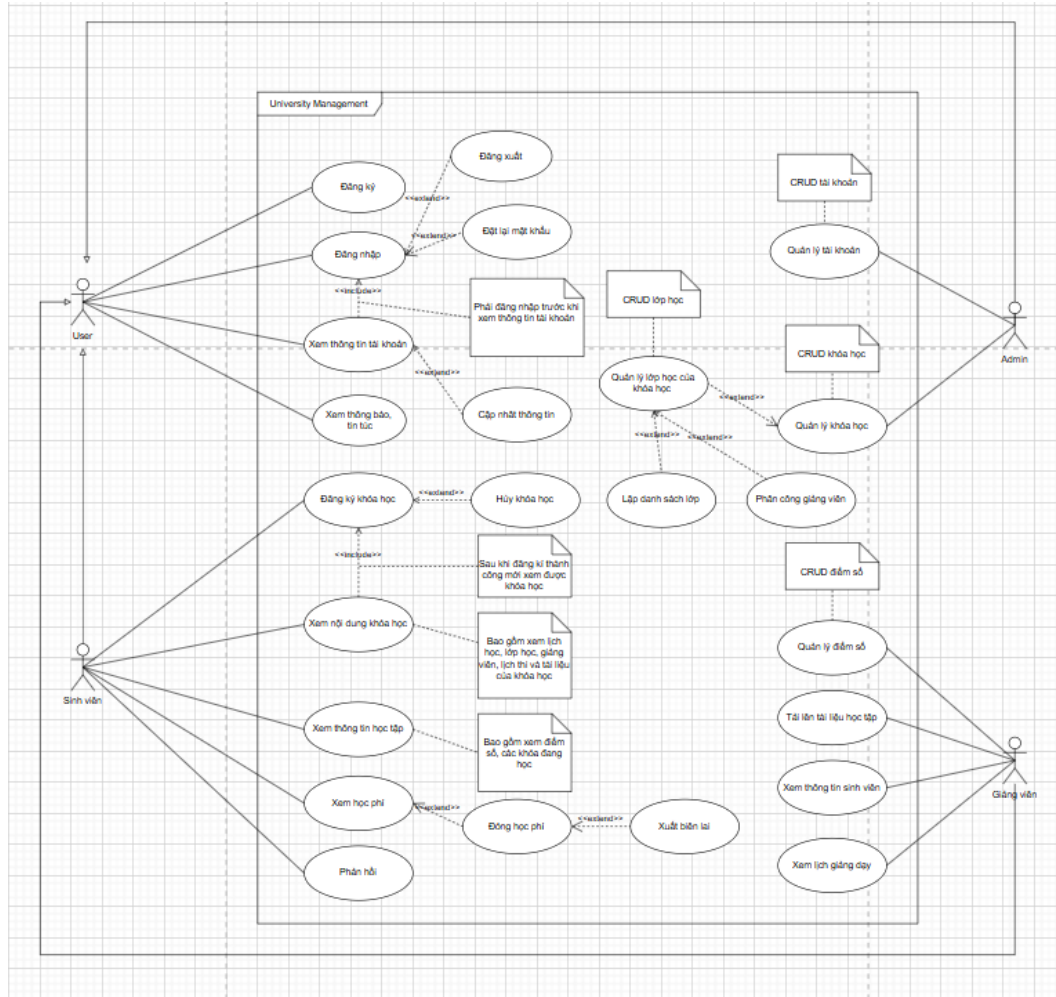 University Management
Đăng xuất
Đăng ký
<<extend>>
Đặt lại mật khẩu
<<extend>>
Đăng nhập
<<include>>
Phải đăng nhập trước khi
xem thông tin tài khoản
Xem thông tin tài khoản
<<extend>>
Cập nhât thông tin
Xem thông báo,
tin tức
User
CRUD tài khoản
Quản lý tài khoản
CRUD lớp học
CRUD khóa học
Quản lý lớp học của
khóa học
<<extend>>
Quản lý khóa học
<<extend>>
<<extend>>
Lập danh sách lớp
Phân công giảng viên
Admin
Đăng ký khóa học
<<extend>>
Hủy khóa học
<<include>>
Sau khi đăng kí thành
công mới xem được
khóa học
Xem nội dung khóa học
Bao gồm xem lịch
học, lớp học, giảng
viên, lịch thi và tài liệu
của khóa học
Sinh viên
Xem thông tin học tập
Bao gồm xem điểm
số, các khóa đang
học
Xem học phí
<<extend>>
Đóng học phí
<<extend>>
Xuất biên lai
Phản hồi
CRUD điểm số
Quản lý điểm số
Tải lên tài liệu học tập
Xem thông tin sinh viên
Xem lịch giảng dạy
Giảng viên